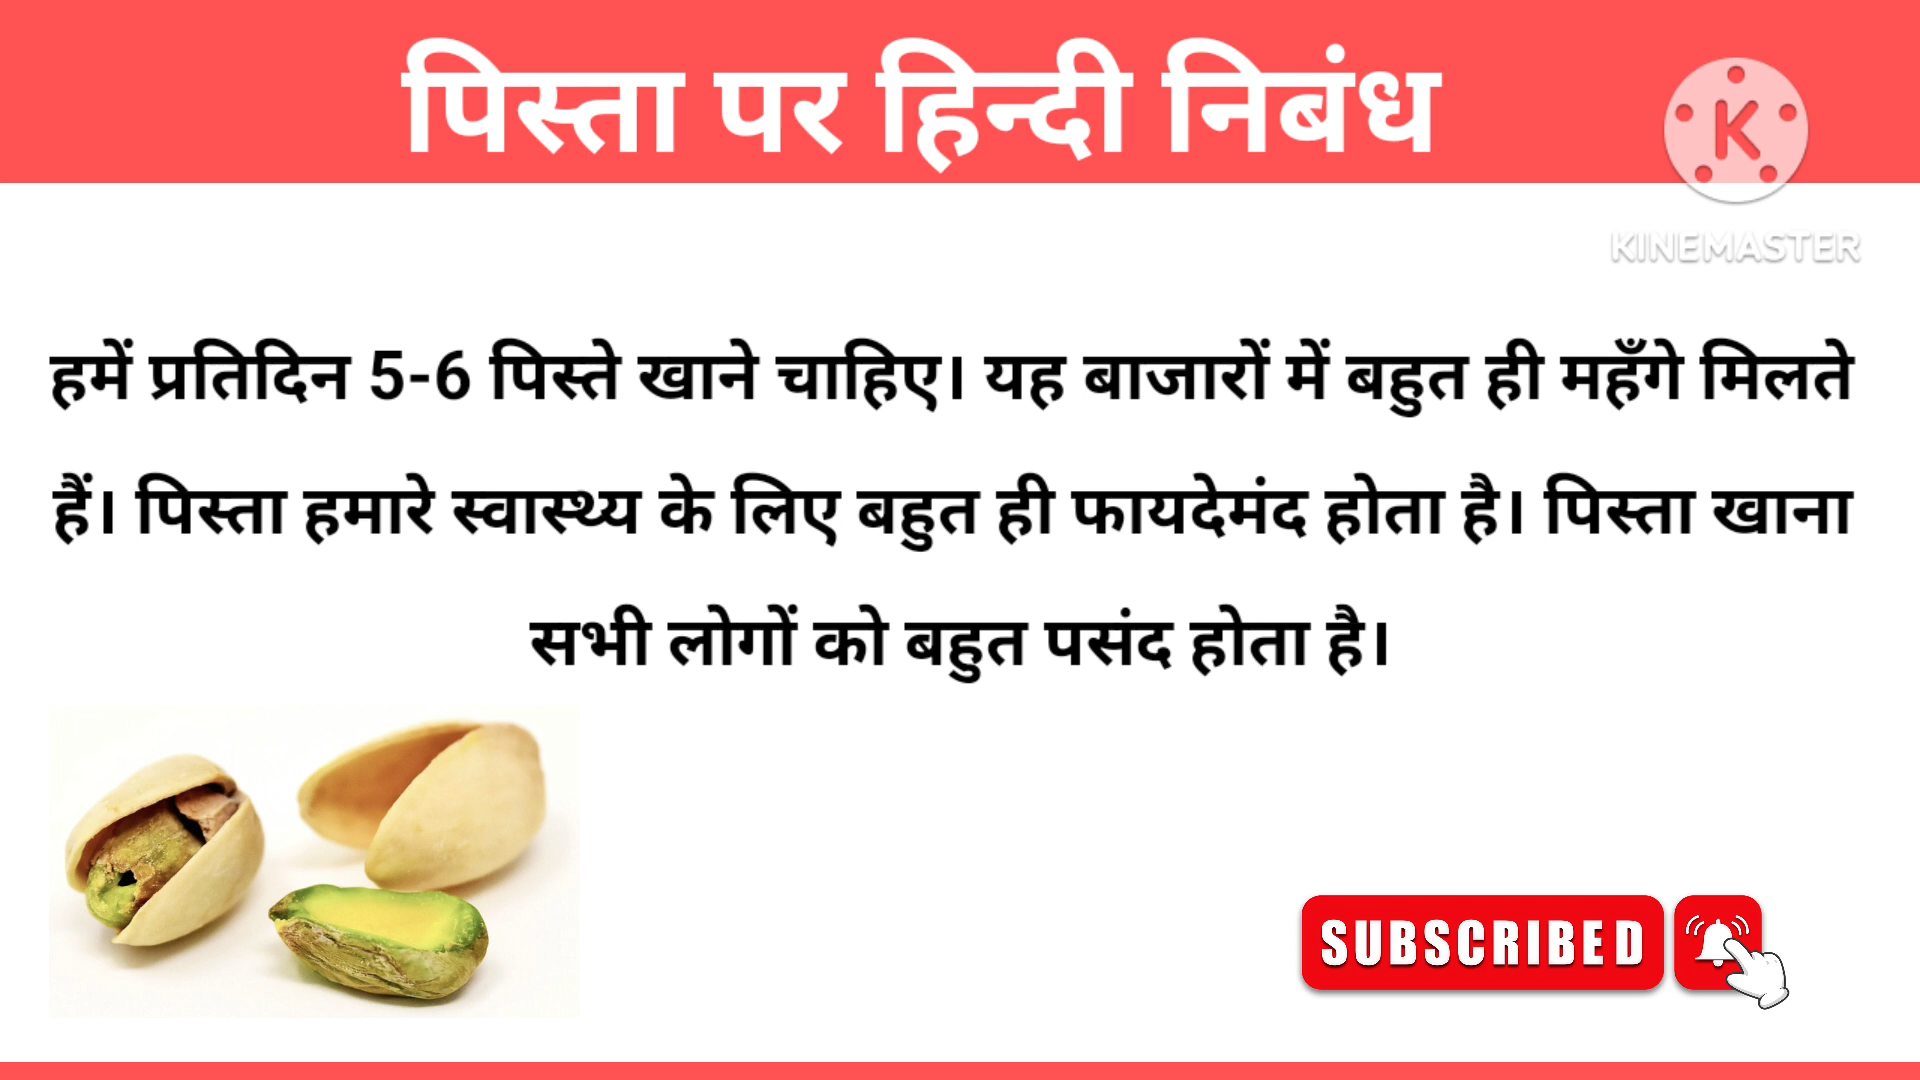 पिस्ता पर हिन्दी निबंध
K
KINEMASTER
हमें प्रतिदिन 5-6 पिस्ते खाने चाहिए। यह बाजारों में बहुत ही महँगे मिलते
हैं। पिस्ता हमारे स्वास्थ्य के लिए बहुत ही फायदेमंद होता है। पिस्ता खाना
सभी लोगों को बहुत पसंद होता है।
SUBSCRIBED